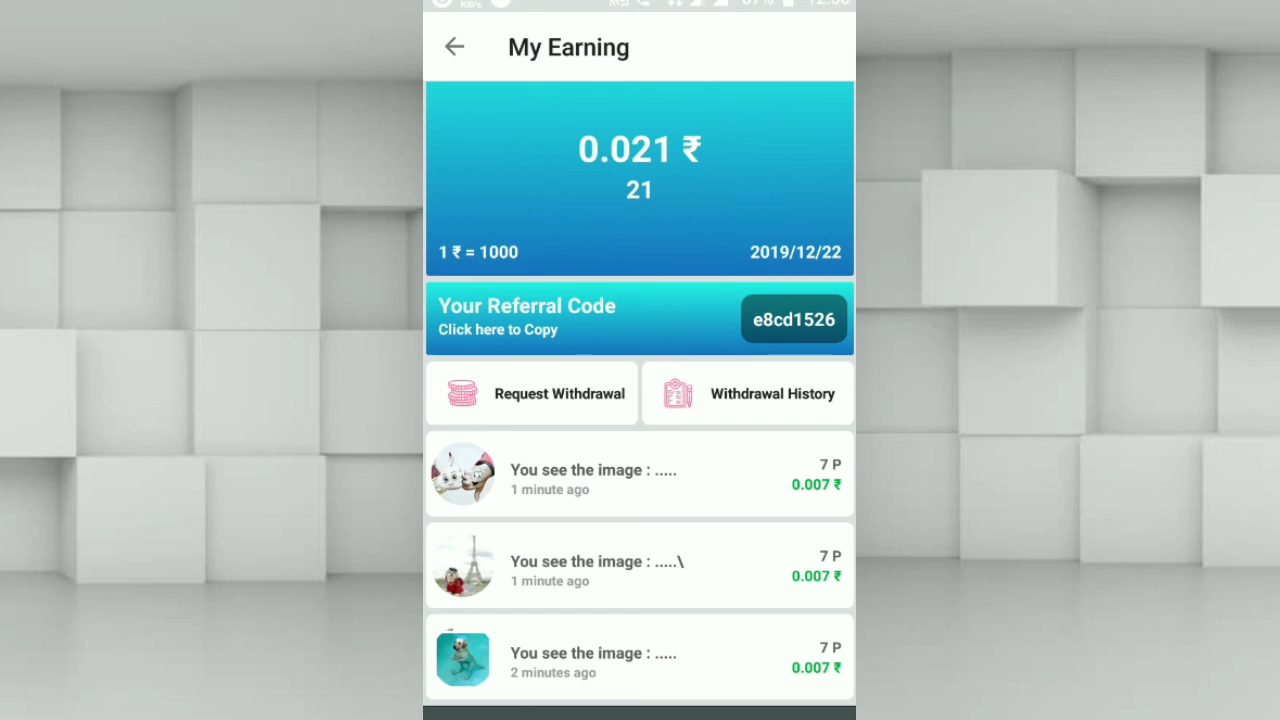 KB/s
My Earning
0.021 ₹
21
1 ₹ = 1000
2019/12/22
Your Referral Code
Click here to Copy
e8cd1526
Request Withdrawal
Withdrawal History
You see the image : .....
1 minute ago
7 P
0.007 ₹
You see the image : .....\
1 minute ago
7 P
0.007 ₹
You see the image : .....
2 minutes ago
7 P
0.007 ₹